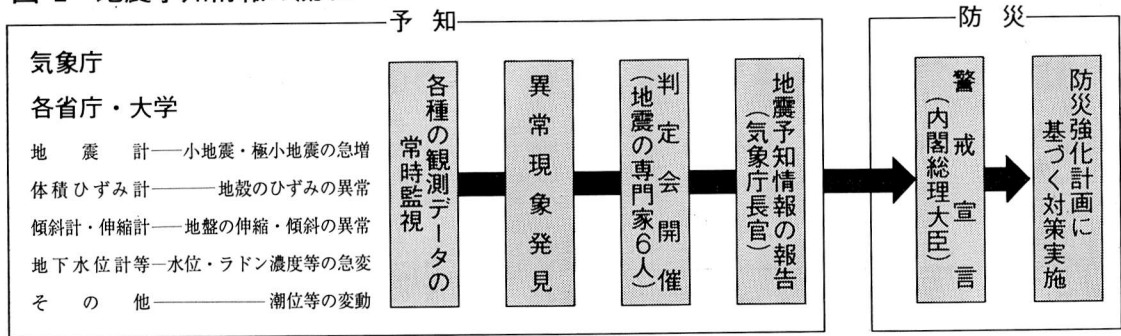 予知
気象庁
各省庁・大学
地震計――小地震・極小地震の急増
体積ひずみ計――――地殻のひずみの異常
傾斜計・伸縮計――地盤の伸縮・傾斜の異常
地下水位計等―水位・ラドン濃度等の急変
その他――――――潮位等の変動
各種の観測データの
常時監視
異常現象発見
判定会開催
(地震の専門家6人)
地震予知情報の報告
(気象庁長官)
防災
警戒宣言
(内閣総理大臣)
防災強化計画に
基づく対策実施